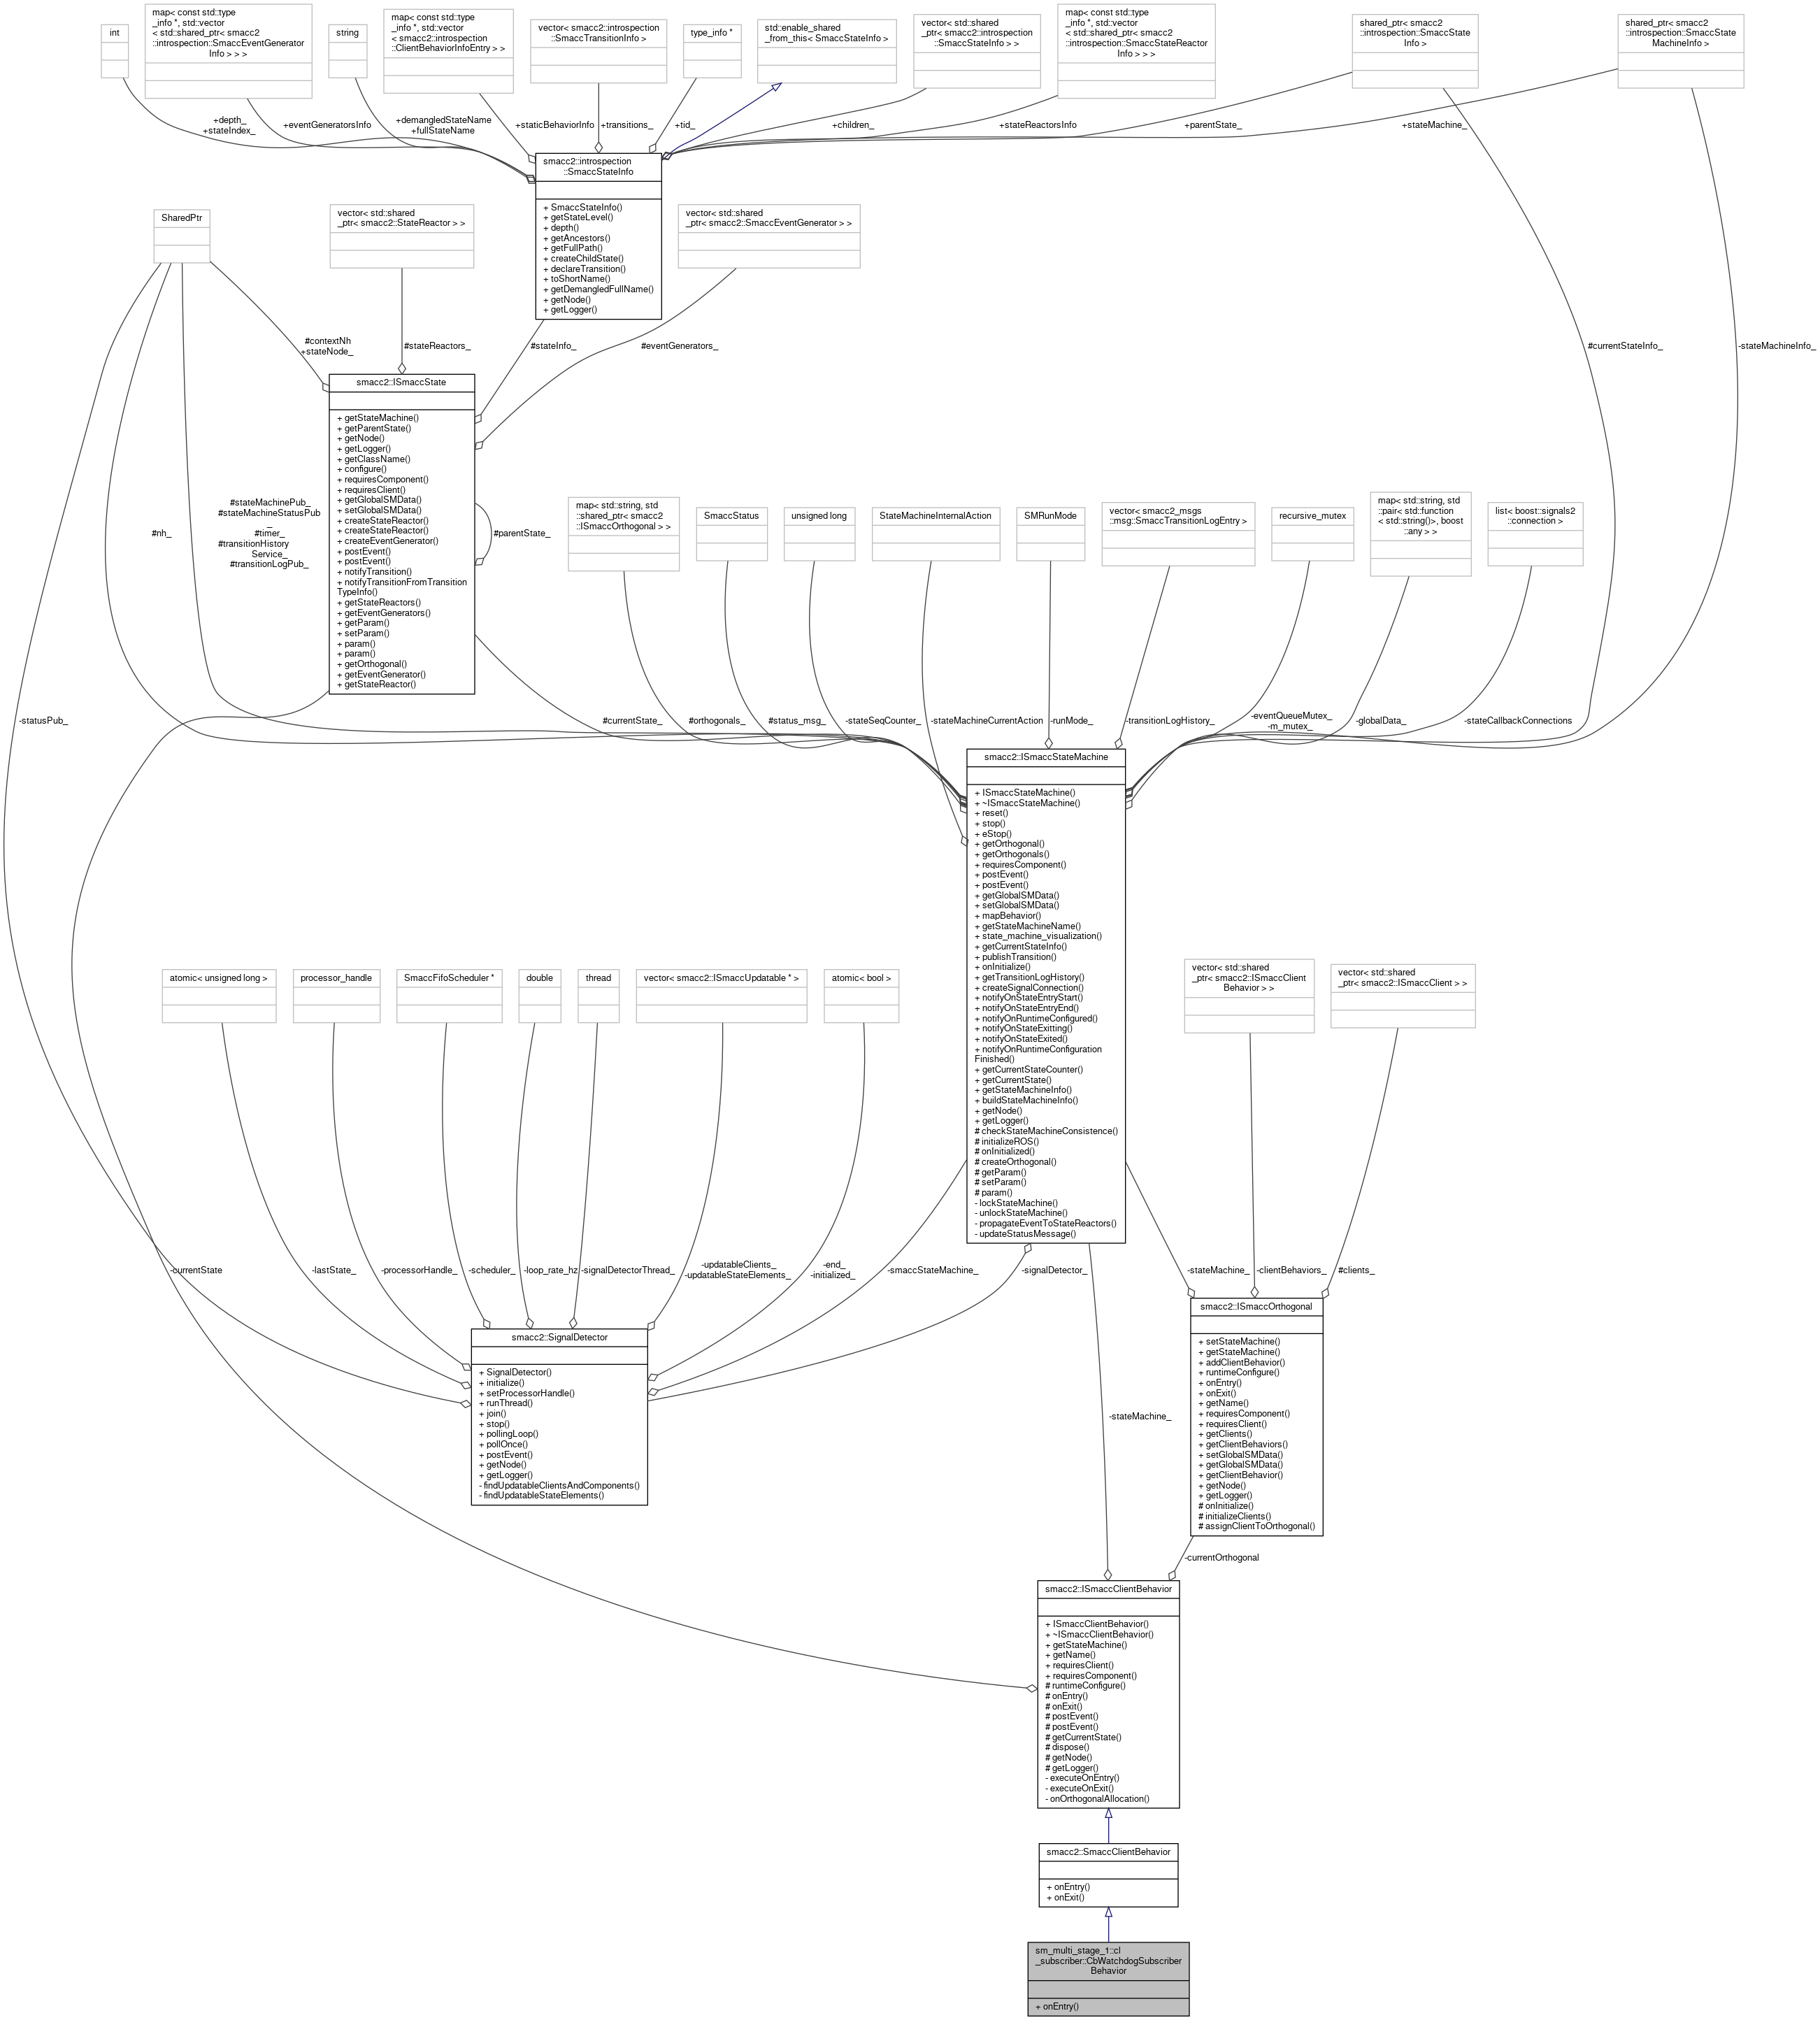 int
map< const std::type
_info *, std::vector
< std::shared_ptr< smacc2
::introspection::SmaccEventGenerator
Info > > >
string
map< const std::type
_info *, std::vector
< smacc2::introspection
::ClientBehaviorInfoEntry > >
vector< smacc2::introspection
::SmaccTransitionInfo >
type_info *
std::enable_shared
_from_this< SmaccStateInfo >
vector< std::shared
_ptr< smacc2::introspection
::SmaccStateInfo > >
map< const std::type
_info *, std::vector
< std::shared_ptr< smacc2
::introspection::SmaccStateReactor
Info > > >
shared_ptr< smacc2
::introspection::SmaccState
Info >
shared_ptr< smacc2
::introspection::SmaccState
MachineInfo >
+depth_
+stateIndex_
+eventGeneratorsInfo
+demangledStateName
+fullStateName
+staticBehaviorInfo
+transitions_
+tid_
+children_
+stateReactorsInfo
+parentState_
+stateMachine_
smacc2::introspection
::SmaccStateInfo
+ SmaccStateInfo()
+ getStateLevel()
+ depth()
+ getAncestors()
+ getFullPath()
+ createChildState()
+ declareTransition()
+ toShortName()
+ getDemangledFullName()
+ getNode()
+ getLogger()
SharedPtr
vector< std::shared
_ptr< smacc2::StateReactor > >
vector< std::shared
_ptr< smacc2::SmaccEventGenerator > >
#contextNh
+stateNode_
#stateReactors_
#stateInfo_
#eventGenerators_
#currentStateInfo_
-stateMachineInfo_
smacc2::ISmaccState
+ getStateMachine()
+ getParentState()
+ getNode()
+ getLogger()
+ getClassName()
+ configure()
+ requiresComponent()
+ requiresClient()
+ getGlobalSMData()
+ setGlobalSMData()
+ createStateReactor()
+ createStateReactor()
+ createEventGenerator()
+ postEvent()
+ postEvent()
+ notifyTransition()
+ notifyTransitionFromTransition
TypeInfo()
+ getStateReactors()
+ getEventGenerators()
+ getParam()
+ setParam()
+ param()
+ param()
+ getOrthogonal()
+ getEventGenerator()
+ getStateReactor()
#parentState_
#nh_
#stateMachinePub_
#stateMachineStatusPub
_
#timer_
#transitionHistory
Service_
#transitionLogPub_
map< std::string, std
::shared_ptr< smacc2
::ISmaccOrthogonal > >
SmaccStatus
unsigned long
StateMachineInternalAction
SMRunMode
vector< smacc2_msgs
::msg::SmaccTransitionLogEntry >
recursive_mutex
map< std::string, std
::pair< std::function
< std::string()>, boost
::any > >
list< boost::signals2
::connection >
-statusPub_
#currentState_
#orthogonals_
#status_msg_
-stateSeqCounter_
-stateMachineCurrentAction
-runMode_
-transitionLogHistory_
-eventQueueMutex_
-m_mutex_
-globalData_
-stateCallbackConnections
smacc2::ISmaccStateMachine
+ ISmaccStateMachine()
+ ~ISmaccStateMachine()
+ reset()
+ stop()
+ eStop()
+ getOrthogonal()
+ getOrthogonals()
+ requiresComponent()
+ postEvent()
+ postEvent()
+ getGlobalSMData()
+ setGlobalSMData()
+ mapBehavior()
+ getStateMachineName()
+ state_machine_visualization()
+ getCurrentStateInfo()
+ publishTransition()
+ onInitialize()
+ getTransitionLogHistory()
+ createSignalConnection()
+ notifyOnStateEntryStart()
+ notifyOnStateEntryEnd()
+ notifyOnRuntimeConfigured()
+ notifyOnStateExitting()
+ notifyOnStateExited()
+ notifyOnRuntimeConfiguration
Finished()
+ getCurrentStateCounter()
+ getCurrentState()
+ getStateMachineInfo()
+ buildStateMachineInfo()
+ getNode()
+ getLogger()
# checkStateMachineConsistence()
# initializeROS()
# onInitialized()
# createOrthogonal()
# getParam()
# setParam()
# param()
- lockStateMachine()
- unlockStateMachine()
- propagateEventToStateReactors()
- updateStatusMessage()
atomic< unsigned long >
processor_handle
SmaccFifoScheduler *
double
thread
vector< smacc2::ISmaccUpdatable * >
atomic< bool >
vector< std::shared
_ptr< smacc2::ISmaccClient
Behavior > >
vector< std::shared
_ptr< smacc2::ISmaccClient > >
-currentState
-lastState_
-processorHandle_
-scheduler_
-loop_rate_hz
-signalDetectorThread_
-updatableClients_
-updatableStateElements_
-end_
-initialized_
-smaccStateMachine_
-signalDetector_
-stateMachine_
-clientBehaviors_
#clients_
smacc2::SignalDetector
+ SignalDetector()
+ initialize()
+ setProcessorHandle()
+ runThread()
+ join()
+ stop()
+ pollingLoop()
+ pollOnce()
+ postEvent()
+ getNode()
+ getLogger()
- findUpdatableClientsAndComponents()
- findUpdatableStateElements()
smacc2::ISmaccOrthogonal
+ setStateMachine()
+ getStateMachine()
+ addClientBehavior()
+ runtimeConfigure()
+ onEntry()
+ onExit()
+ getName()
+ requiresComponent()
+ requiresClient()
+ getClients()
+ getClientBehaviors()
+ setGlobalSMData()
+ getGlobalSMData()
+ getClientBehavior()
+ getNode()
+ getLogger()
# onInitialize()
# initializeClients()
# assignClientToOrthogonal()
-stateMachine_
-currentOrthogonal
smacc2::ISmaccClientBehavior
+ ISmaccClientBehavior()
+ ~ISmaccClientBehavior()
+ getStateMachine()
+ getName()
+ requiresClient()
+ requiresComponent()
# runtimeConfigure()
# onEntry()
# onExit()
# postEvent()
# postEvent()
# getCurrentState()
# dispose()
# getNode()
# getLogger()
- executeOnEntry()
- executeOnExit()
- onOrthogonalAllocation()
smacc2::SmaccClientBehavior
+ onEntry()
+ onExit()
sm_multi_stage_1::cl
_subscriber::CbWatchdogSubscriber
Behavior
+ onEntry()